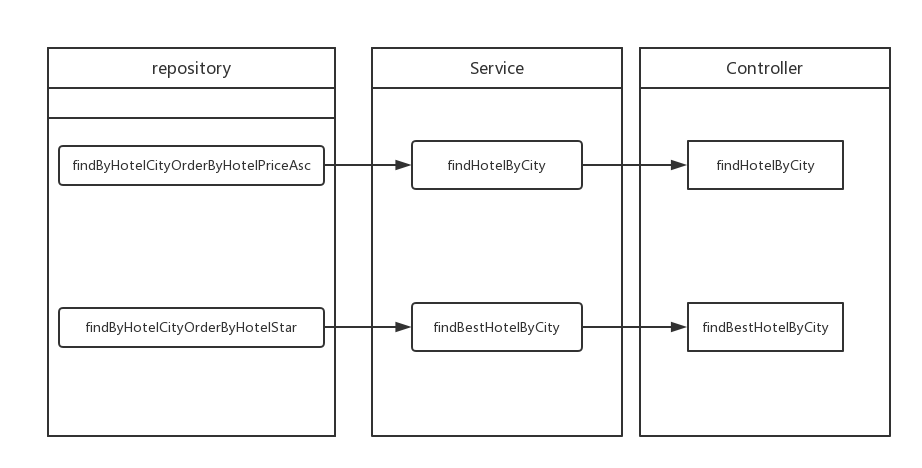 repository
Service
Controller
findByHotelCityOrderByHotelPriceAsc
findHotelByCity
findHotelByCity
findByHotelCityOrderByHotelStar
findBestHotelByCity
findBestHotelByCity